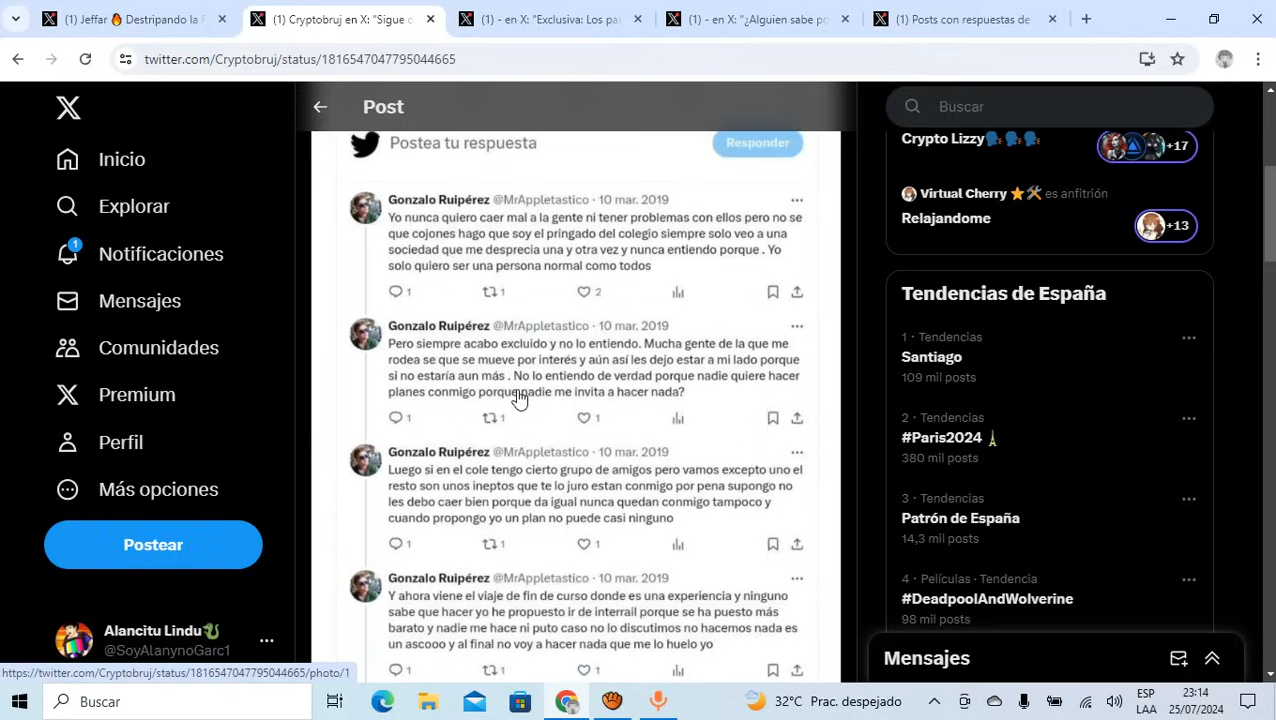 (1) Jeffar 🔥 Destripando la
(1) Cryptobruj en X: "Sigue d
(1) - en X: "Exclusiva: Los pa
(1) - en X: "¿Alguien sabe po
(1) Posts con respuestas de
twitter.com/Cryptobruj/status/1816547047795044665
Post
Buscar
Inicio
Explorar
1
Notificaciones
Mensajes
Comunidades
Premium
Perfil
Más opciones
Postear
Alancitu Lindu🐉
@SoyAlanynoGarc1
Postea tu respuesta
Responder
Gonzalo Ruipérez @MrAppletastico · 10 mar. 2019
Yo nunca quiero caer mal a la gente ni tener problemas con ellos pero no se
que cojones hago que soy el pringado del colegio siempre solo veo a una
sociedad que me desprecia una y otra vez y nunca entiendo porque . Yo
solo quiero ser una persona normal como todos
1 1 2
Gonzalo Ruipérez @MrAppletastico · 10 mar. 2019
Pero siempre acabo excluido y no lo entiendo. Mucha gente de la que me
rodea se que se mueve por interés y aún así les dejo estar a mi lado porque
si no estaría aun más . No lo entiendo de verdad porque nadie quiere hacer
planes conmigo porque nadie me invita a hacer nada?
1 1 1
Gonzalo Ruipérez @MrAppletastico · 10 mar. 2019
Luego si en el cole tengo cierto grupo de amigos pero vamos excepto uno el
resto son unos ineptos que te lo juro estan conmigo por pena supongo no
les debo caer bien porque da igual nunca quedan conmigo tampoco y
cuando propongo yo un plan no puede casi ninguno
1 1 1
Gonzalo Ruipérez @MrAppletastico · 10 mar. 2019
Y ahora viene el viaje de fin de curso donde es una experiencia y ninguno
sabe que hacer yo he propuesto ir de interrail porque se ha puesto más
barato y nadie me hace ni puto caso no lo discutimos no hacemos nada es
un ascooo y al final no voy a hacer nada que me lo huelo yo
1 1 1
Crypto Lizzy🗣️🗣️🗣️
+17
Virtual Cherry ⭐🛠️ es anfitrión
Relajandome
+13
Tendencias de España
1 · Tendencias
Santiago
109 mil posts
2 · Tendencias
#Paris2024
380 mil posts
3 · Tendencias
Patrón de España
14,3 mil posts
4 · Películas · Tendencia
#DeadpoolAndWolverine
98 mil posts
Mensajes
https://twitter.com/Cryptobruj/status/1816547047795044665/photo/1
Buscar
32°C Prac. despejado
ESP
LAA
23:14
25/07/2024